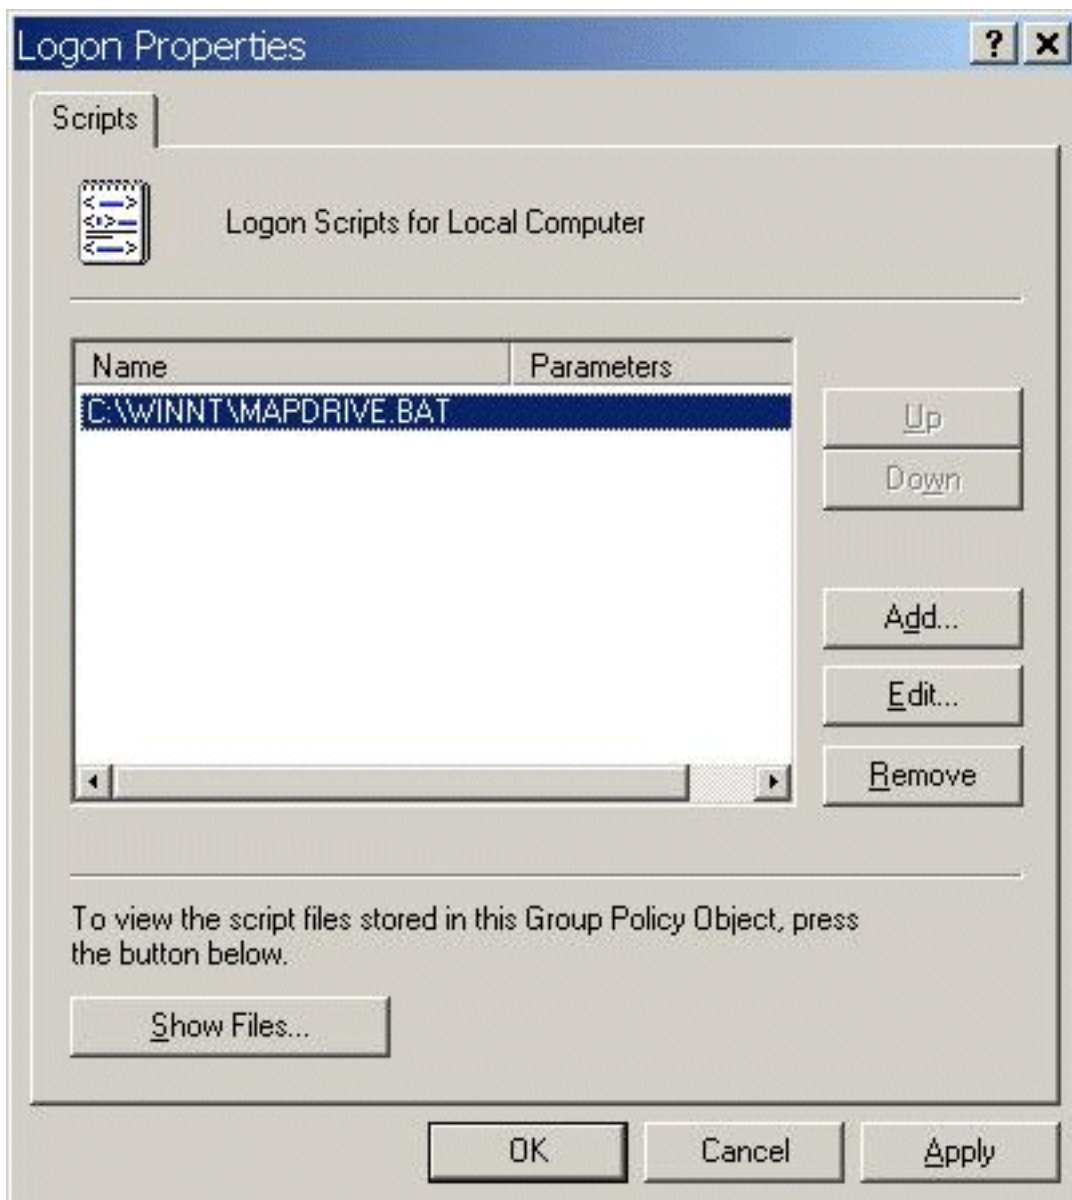 Logon Properties
Scripts
Logon Scripts for Local Computer
Name Parameters
C:\WINNT\MAPDRIVE.BAT
Up
Down
Add...
Edit...
Remove
To view the script files stored in this Group Policy Object, press
the button below.
Show Files...
OK Cancel Apply